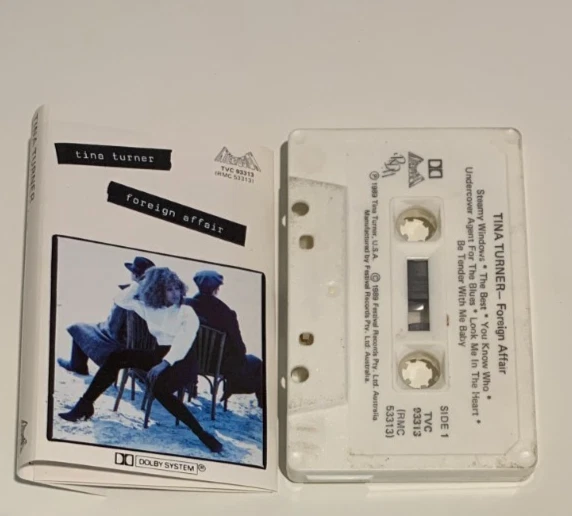 TINA TURNER
tina turner
TVC 93313
(RMC 53313)
foreign affair
DOLBY SYSTEM
TINA TURNER— Foreign Affair
Steamy Windows * The Best * You Know Who *
Undercover Agent For The Blues * Look Me In The Heart *
Be Tender With Me Baby
SIDE 1
TVC
93313
(RMC
53313)
℗ 1989 Tina Turner, U.S.A. © 1989 Festival Records Pty. Ltd. Australia.
Manufactured by Festival Records Pty. Ltd. Australia.